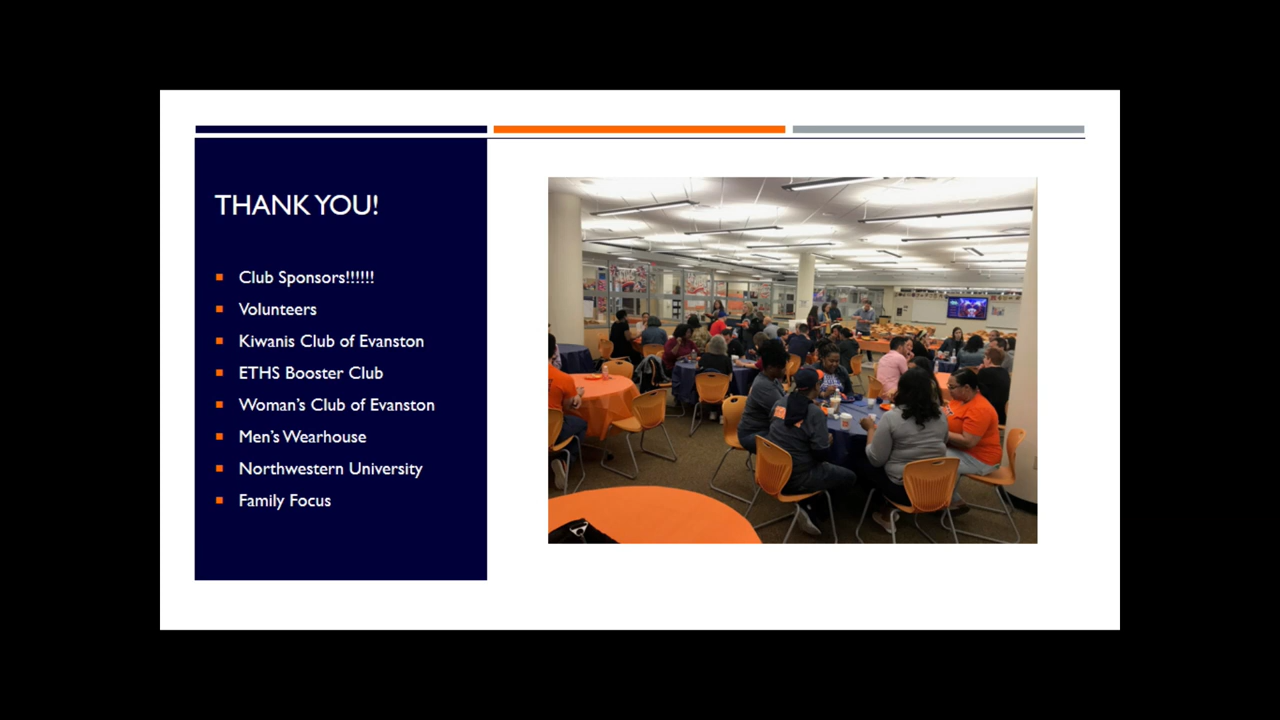 THANK YOU!
Club Sponsors!!!!!!
Volunteers
Kiwanis Club of Evanston
ETHS Booster Club
Woman's Club of Evanston
Men's Wearhouse
Northwestern University
Family Focus